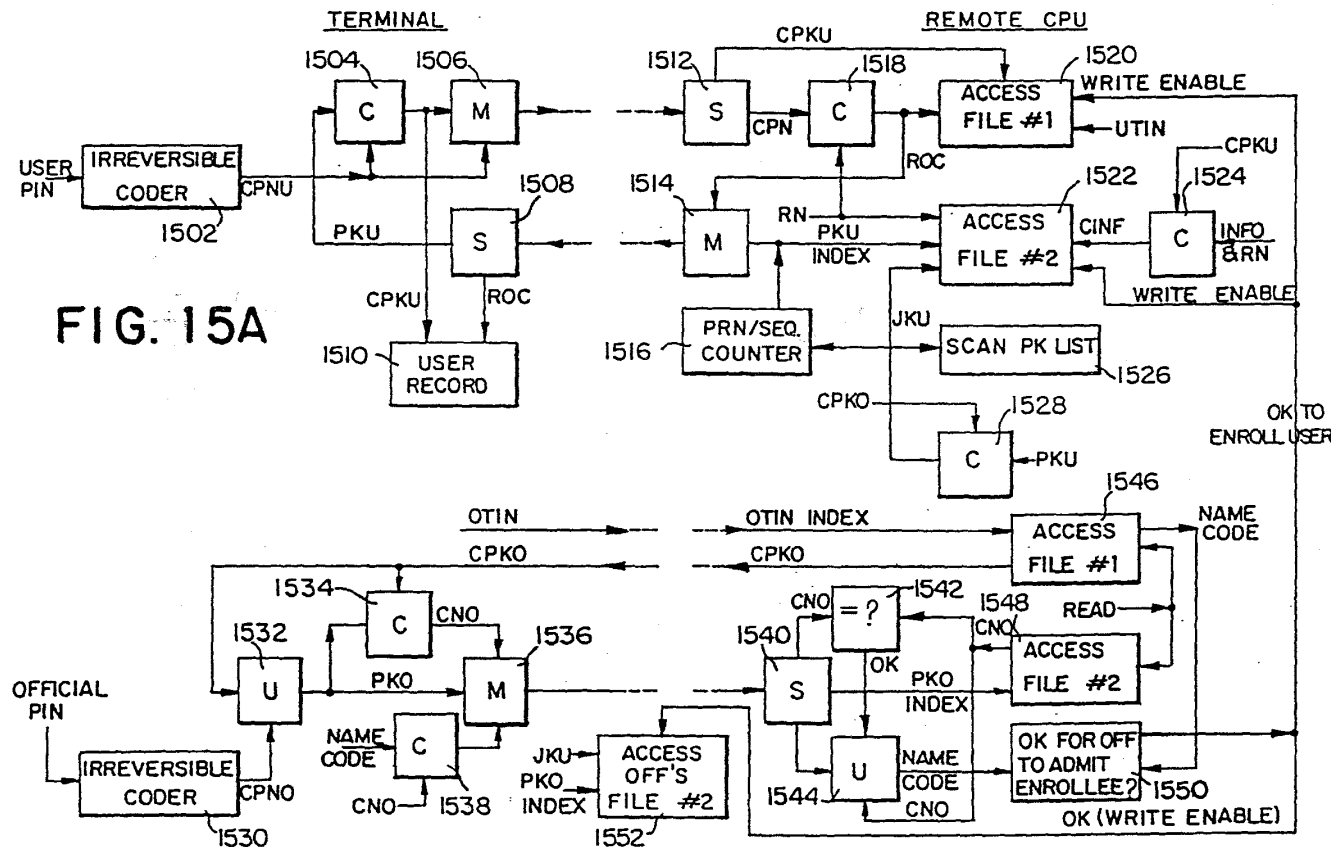 TERMINAL
REMOTE CPU
1504
1506
1512
CPKU
1518
1520
C
M
S
CPN
C
ACCESS
FILE #1
WRITE ENABLE
UTIN
USER
PIN
IRREVERSIBLE
CODER
1502
CPNU
ROC
CPKU
1508
1514
1522
1524
PKU
S
M
RN
PKU
INDEX
ACCESS
FILE #2
CINF
C
INFO
&RN
CPKU
ROC
WRITE ENABLE
FIG. 15A
JKU
1510
USER
RECORD
1516
PRN/SEQ.
COUNTER
SCAN PK LIST
1526
CPKO
1528
C
PKU
OK TO
ENROLL USER
1546
OTIN
OTIN INDEX
ACCESS
FILE #1
NAME
CODE
CPKO
CPKO
1534
C
CNO
1542
= ?
CNO
READ
1532
U
1536
M
PKO
1540
S
OK
1548
CNO
ACCESS
FILE #2
PKO
INDEX
OFFICIAL
PIN
IRREVERSIBLE
CODER
1530
CPNO
NAME
CODE
C
1538
CNO
JKU
PKO
INDEX
ACCESS
OFF'S
FILE #2
1552
U
1544
NAME
CODE
CNO
OK FOR OFF
TO ADMIT
ENROLLEE?
1550
OK (WRITE ENABLE)